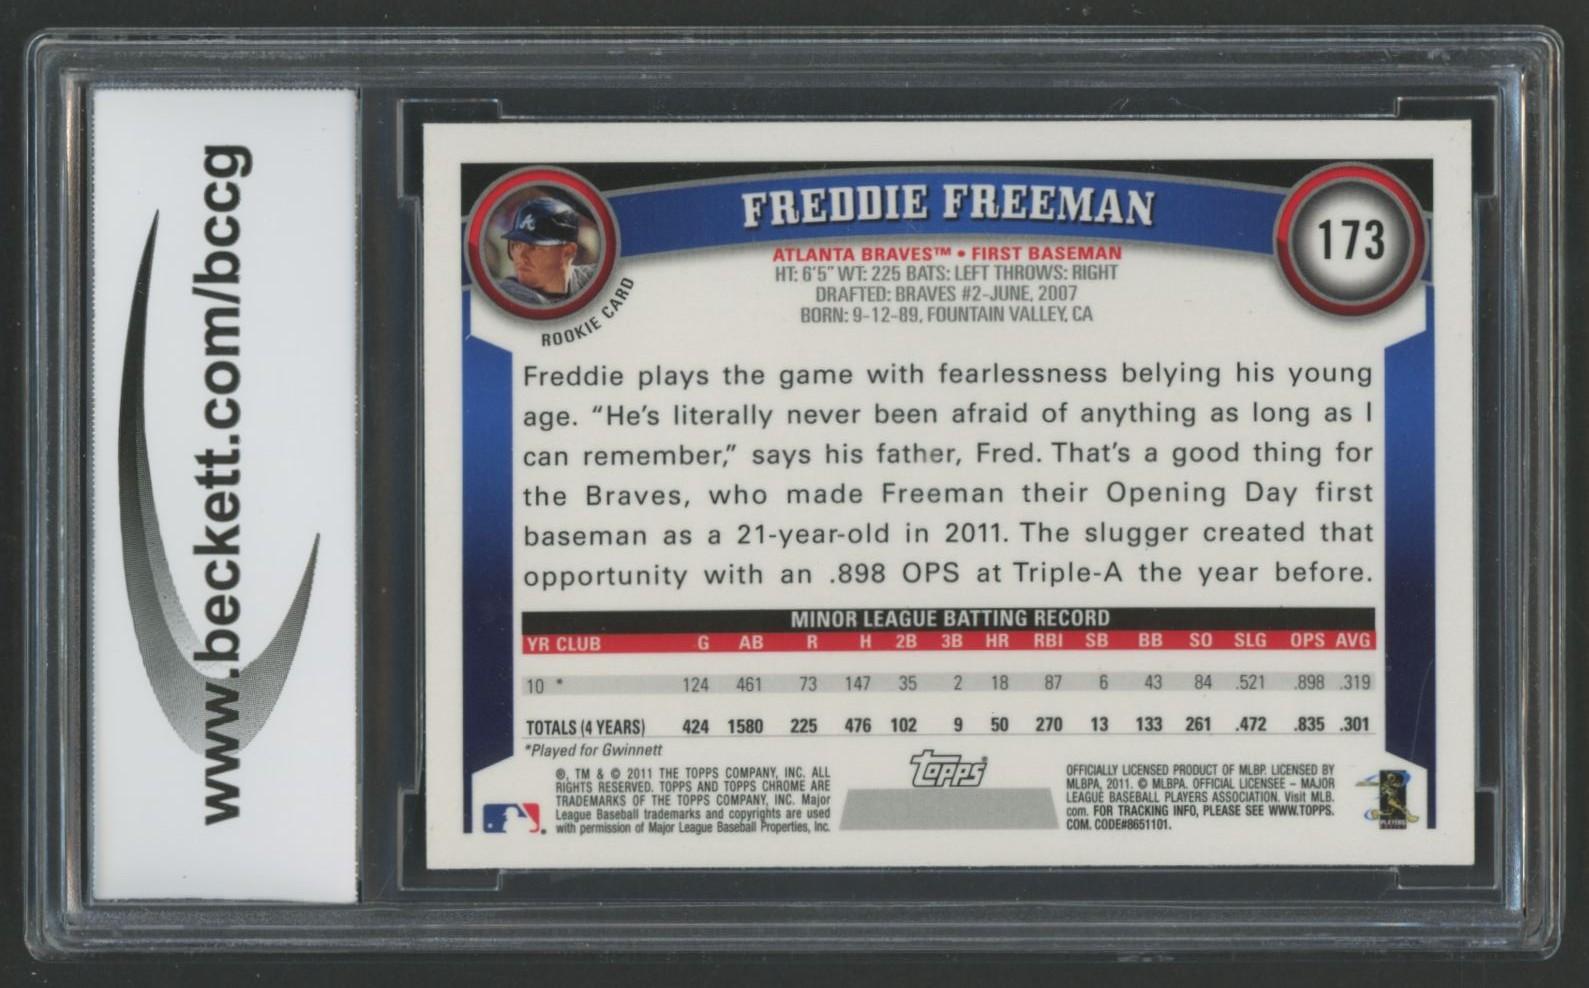 www.beckett.com/bccg
FREDDIE FREEMAN
173
ATLANTA BRAVES™ • FIRST BASEMAN
HT: 6'5" WT: 225 BATS: LEFT THROWS: RIGHT
DRAFTED: BRAVES #2-JUNE, 2007
BORN: 9-12-89, FOUNTAIN VALLEY, CA
ROOKIE CARD
Freddie plays the game with fearlessness belying his young
age. “He's literally never been afraid of anything as long as I
can remember,” says his father, Fred. That's a good thing for
the Braves, who made Freeman their Opening Day first
baseman as a 21-year-old in 2011. The slugger created that
opportunity with an .898 OPS at Triple-A the year before.
MINOR LEAGUE BATTING RECORD
YR CLUB G AB R H 2B 3B HR RBI SB BB SO SLG OPS AVG
10 * 124 461 73 147 35 2 18 87 6 43 84 .521 .898 .319
TOTALS (4 YEARS) 424 1580 225 476 102 9 50 270 13 133 261 .472 .835 .301
*Played for Gwinnett
®, TM & © 2011 THE TOPPS COMPANY, INC. ALL
RIGHTS RESERVED. TOPPS AND TOPPS CHROME ARE
TRADEMARKS OF THE TOPPS COMPANY, INC. Major
League Baseball trademarks and copyrights are used
with permission of Major League Baseball Properties, Inc.
topps®
OFFICIALLY LICENSED PRODUCT OF MLBP. LICENSED BY
MLBPA, 2011. © MLBPA. OFFICIAL LICENSEE – MAJOR
LEAGUE BASEBALL PLAYERS ASSOCIATION. Visit MLB.
com. FOR TRACKING INFO, PLEASE SEE WWW.TOPPS.
COM. CODE#8651101.
PLAYERS